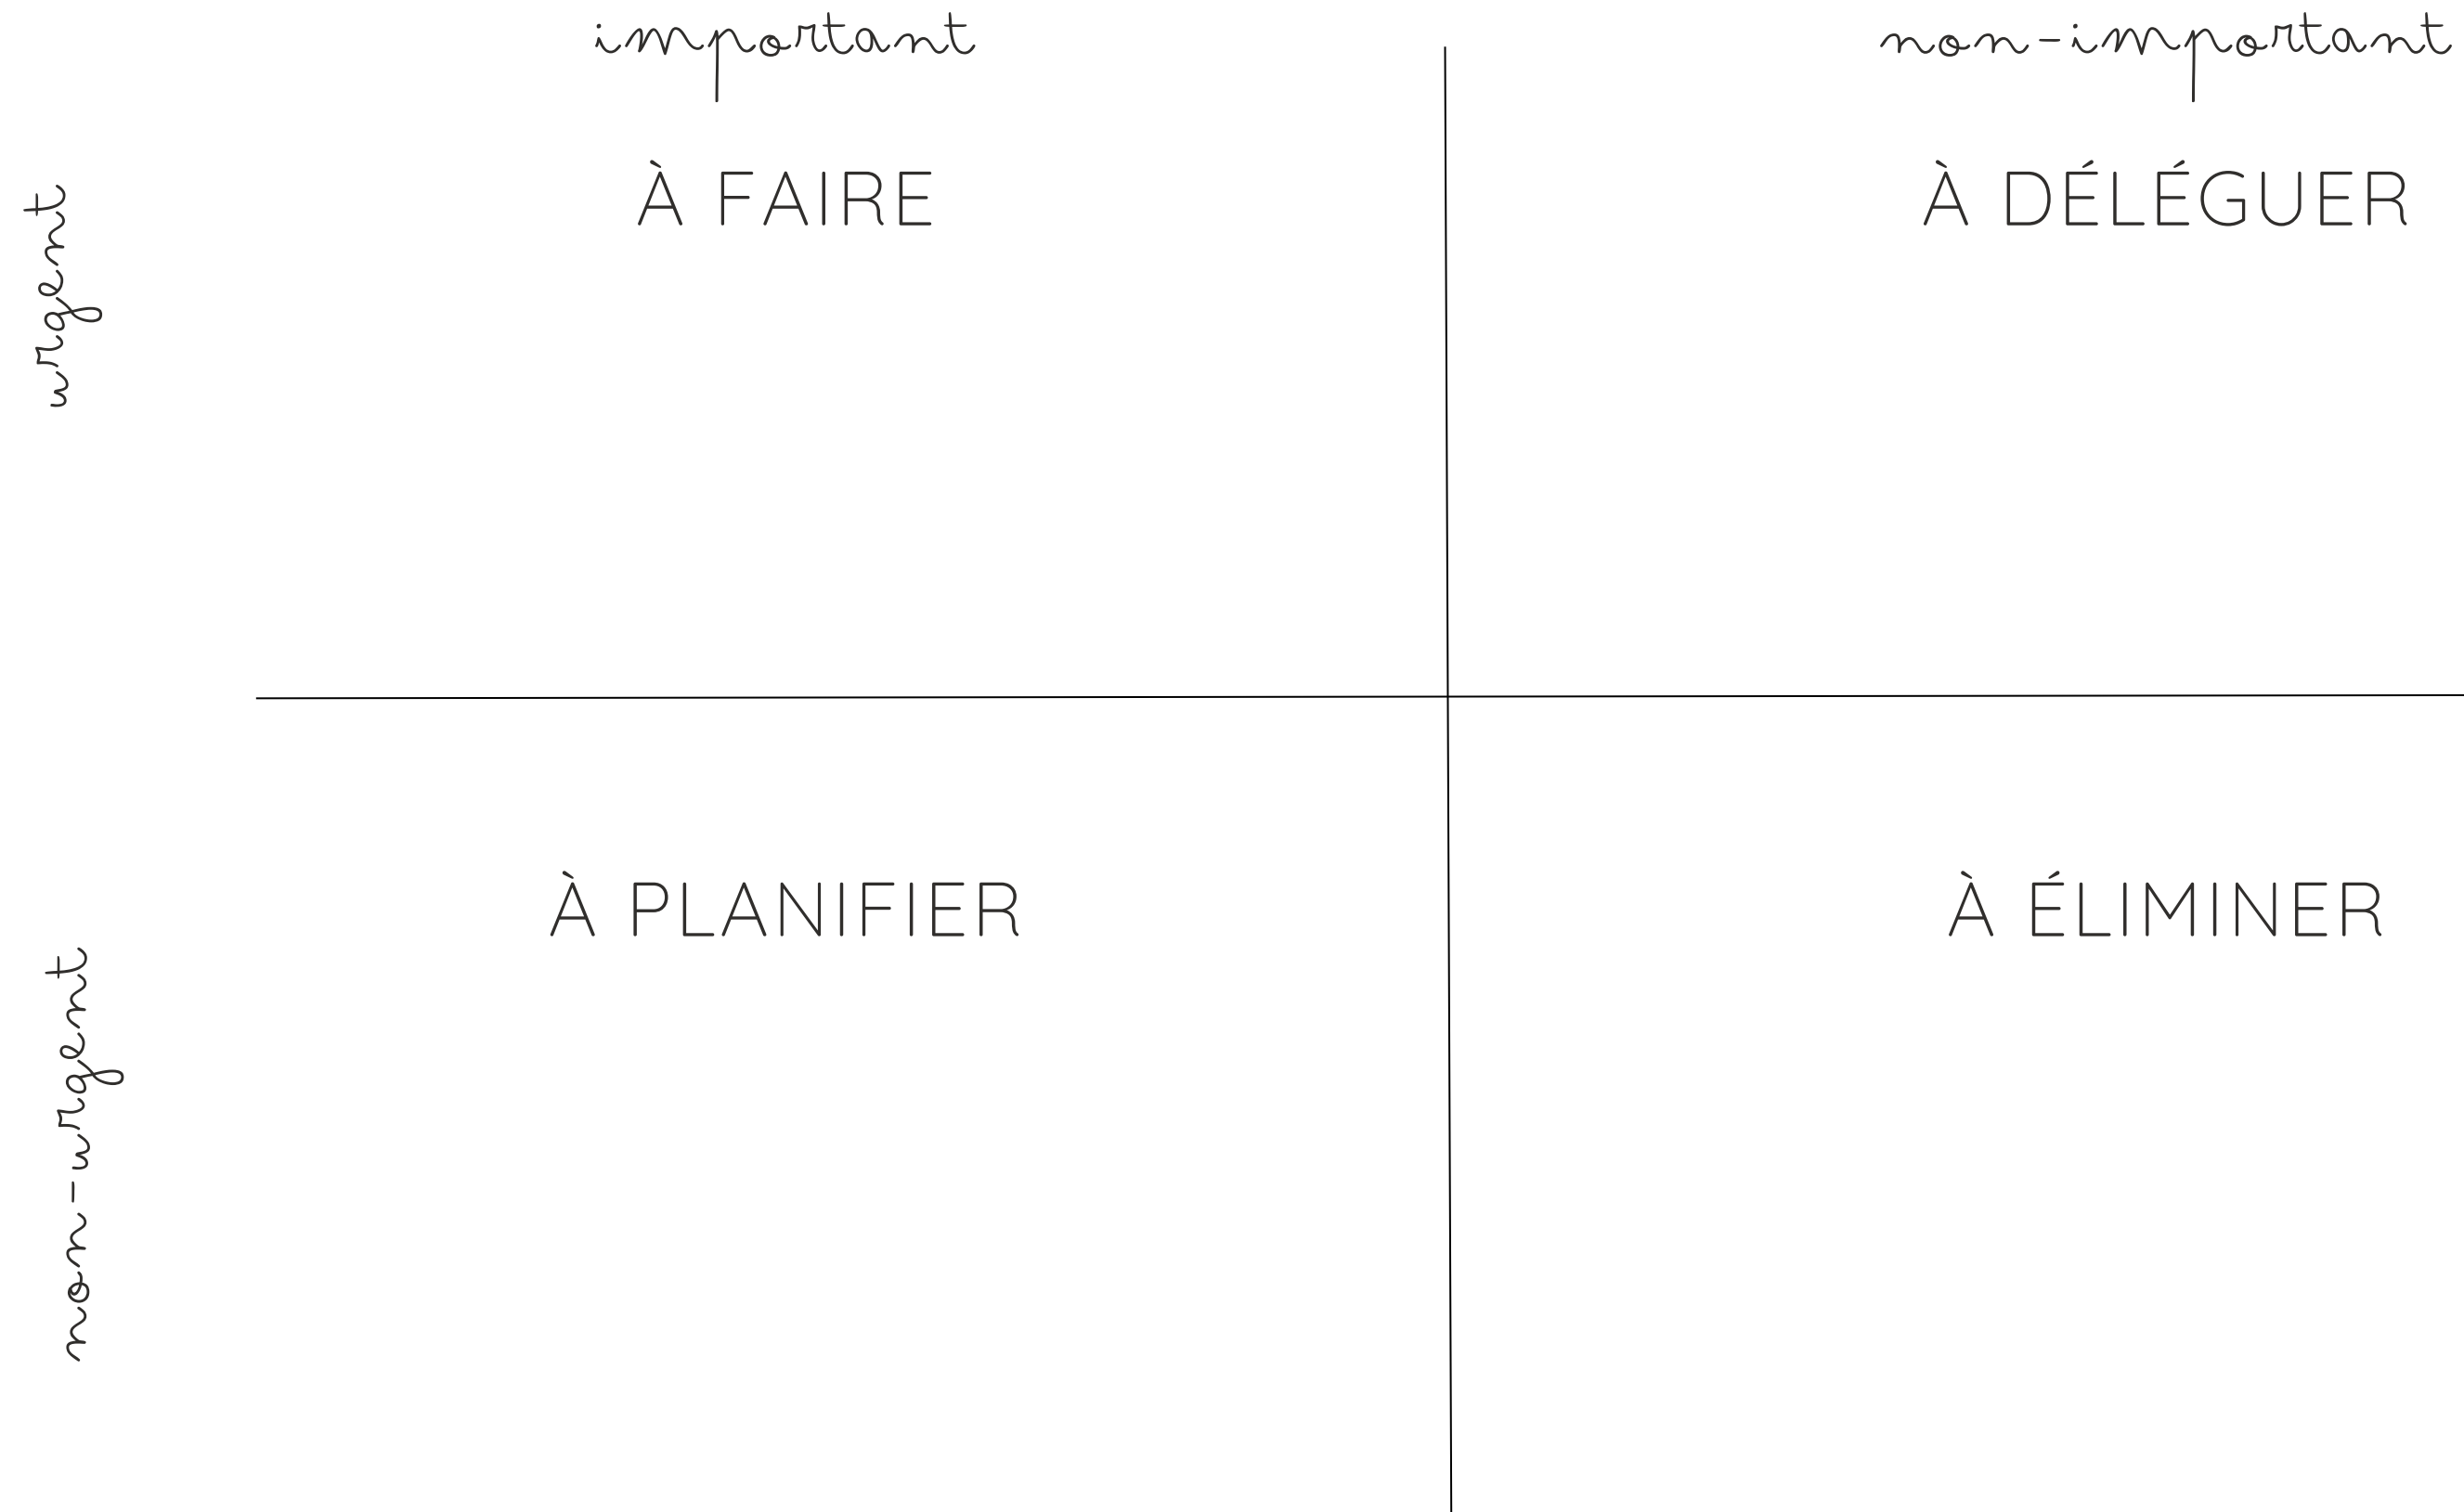 important
non-important
urgent
À FAIRE
À DÉLÉGUER
non-urgent
À PLANIFIER
À ÉLIMINER